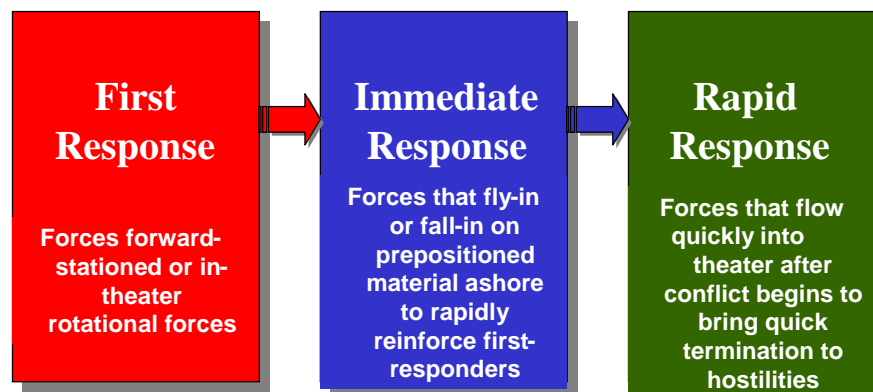 First
Response
Forces forward-
stationed or in-
theater
rotational forces
Immediate
Response
Forces that fly-in
or fall-in on
prepositioned
material ashore
to rapidly
reinforce first-
responders
Rapid
Response
Forces that flow
quickly into
theater after
conflict begins to
bring quick
termination to
hostilities